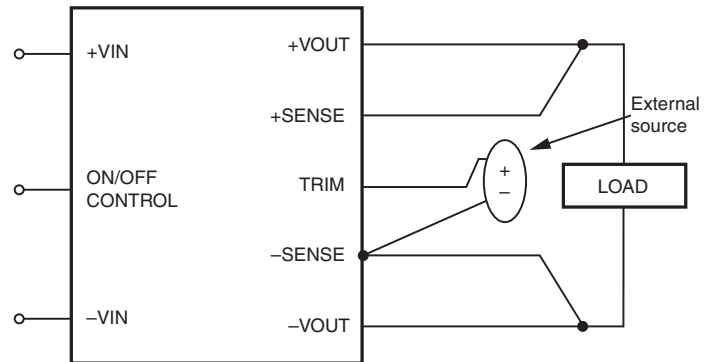 +VIN
ON/OFF
CONTROL
–VIN
+VOUT
+SENSE
TRIM
–SENSE
–VOUT
+
–
External
source
LOAD